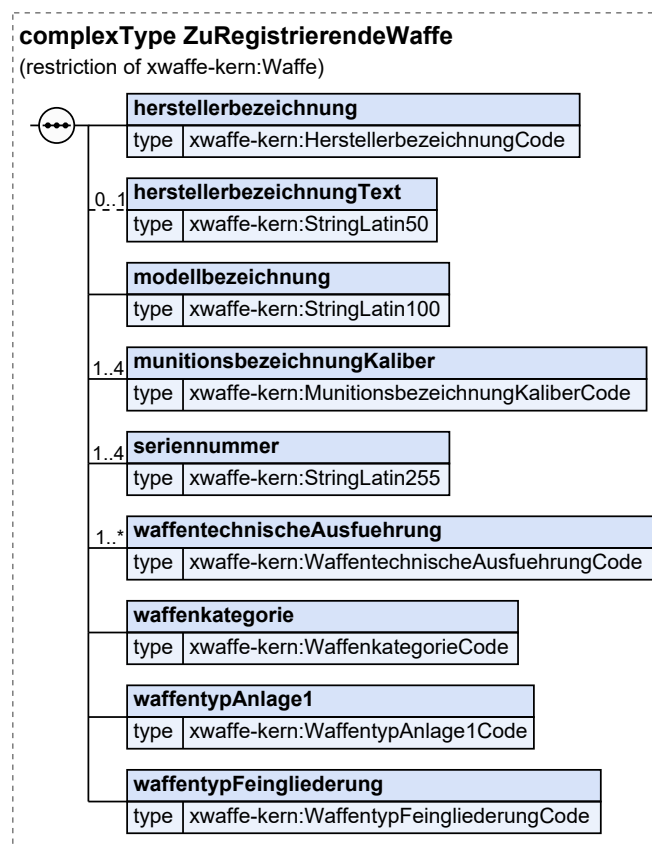 complexType ZuRegistrierendeWaffe
(restriction of xwaffe-kern:Waffe)
herstellerbezeichnung
type xwaffe-kern:HerstellerbezeichnungCode
0..1 herstellerbezeichnungText
type xwaffe-kern:StringLatin50
modellbezeichnung
type xwaffe-kern:StringLatin100
1..4 munitionsbezeichnungKaliber
type xwaffe-kern:MunitionsbezeichnungKaliberCode
1..4 seriennummer
type xwaffe-kern:StringLatin255
1..* waffentechnischeAusfuehrung
type xwaffe-kern:WaffentechnischeAusfuehrungCode
waffenkategorie
type xwaffe-kern:WaffenkategorieCode
waffentypAnlage1
type xwaffe-kern:WaffentypAnlage1Code
waffentypFeingliederung
type xwaffe-kern:WaffentypFeingliederungCode